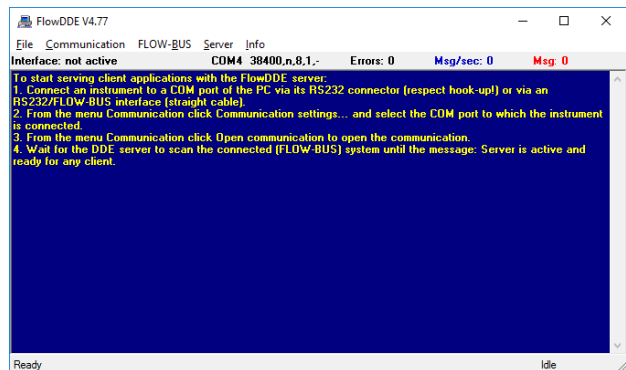 FlowDDE V4.77
File Communication FLOW-BUS Server Info
Interface: not active COM4 38400,n,8,1,- Errors: 0 Msg/sec: 0 Msg: 0
To start serving client applications with the FlowDDE server:
1. Connect an instrument to a COM port of the PC via its RS232 connector (respect hook-up!) or via an
RS232/FLOW-BUS interface (straight cable).
2. From the menu Communication click Communication settings... and select the COM port to which the instrument
is connected.
3. From the menu Communication click Open communication to open the communication.
4. Wait for the DDE server to scan the connected (FLOW-BUS) system until the message: Server is active and
ready for any client.
Ready Idle